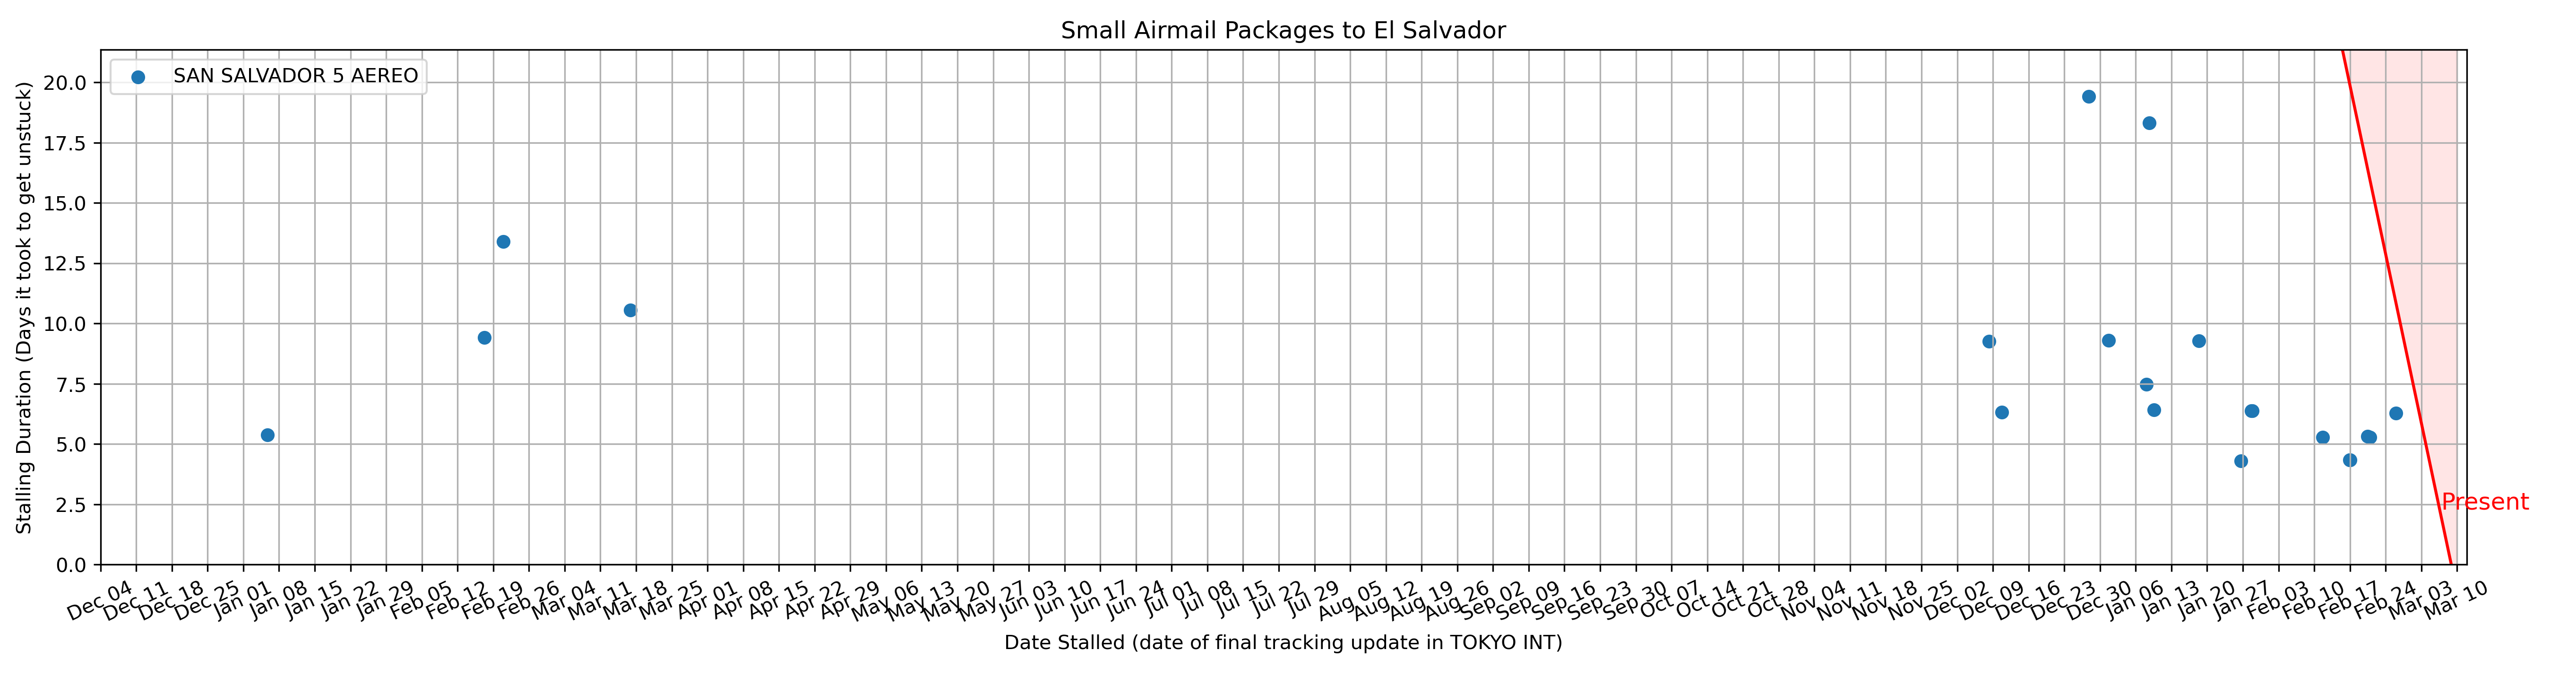 Small Airmail Packages to El Salvador
SAN SALVADOR 5 AEREO
Stalling Duration (Days it took to get unstuck)
20.0
17.5
15.0
12.5
10.0
7.5
5.0
2.5
0.0
Present
Dec 04 Dec 11 Dec 18 Dec 25 Jan 01 Jan 08 Jan 15 Jan 22 Jan 29 Feb 05 Feb 12 Feb 19 Feb 26 Mar 04 Mar 11 Mar 18 Mar 25 Apr 01 Apr 08 Apr 15 Apr 22 Apr 29 May 06 May 13 May 20 May 27 Jun 03 Jun 10 Jun 17 Jun 24 Jul 01 Jul 08 Jul 15 Jul 22 Jul 29 Aug 05 Aug 12 Aug 19 Aug 26 Sep 02 Sep 09 Sep 16 Sep 23 Sep 30 Oct 07 Oct 14 Oct 21 Oct 28 Nov 04 Nov 11 Nov 18 Nov 25 Dec 02 Dec 09 Dec 16 Dec 23 Dec 30 Jan 06 Jan 13 Jan 20 Jan 27 Feb 03 Feb 10 Feb 17 Feb 24 Mar 03 Mar 10
Date Stalled (date of final tracking update in TOKYO INT)